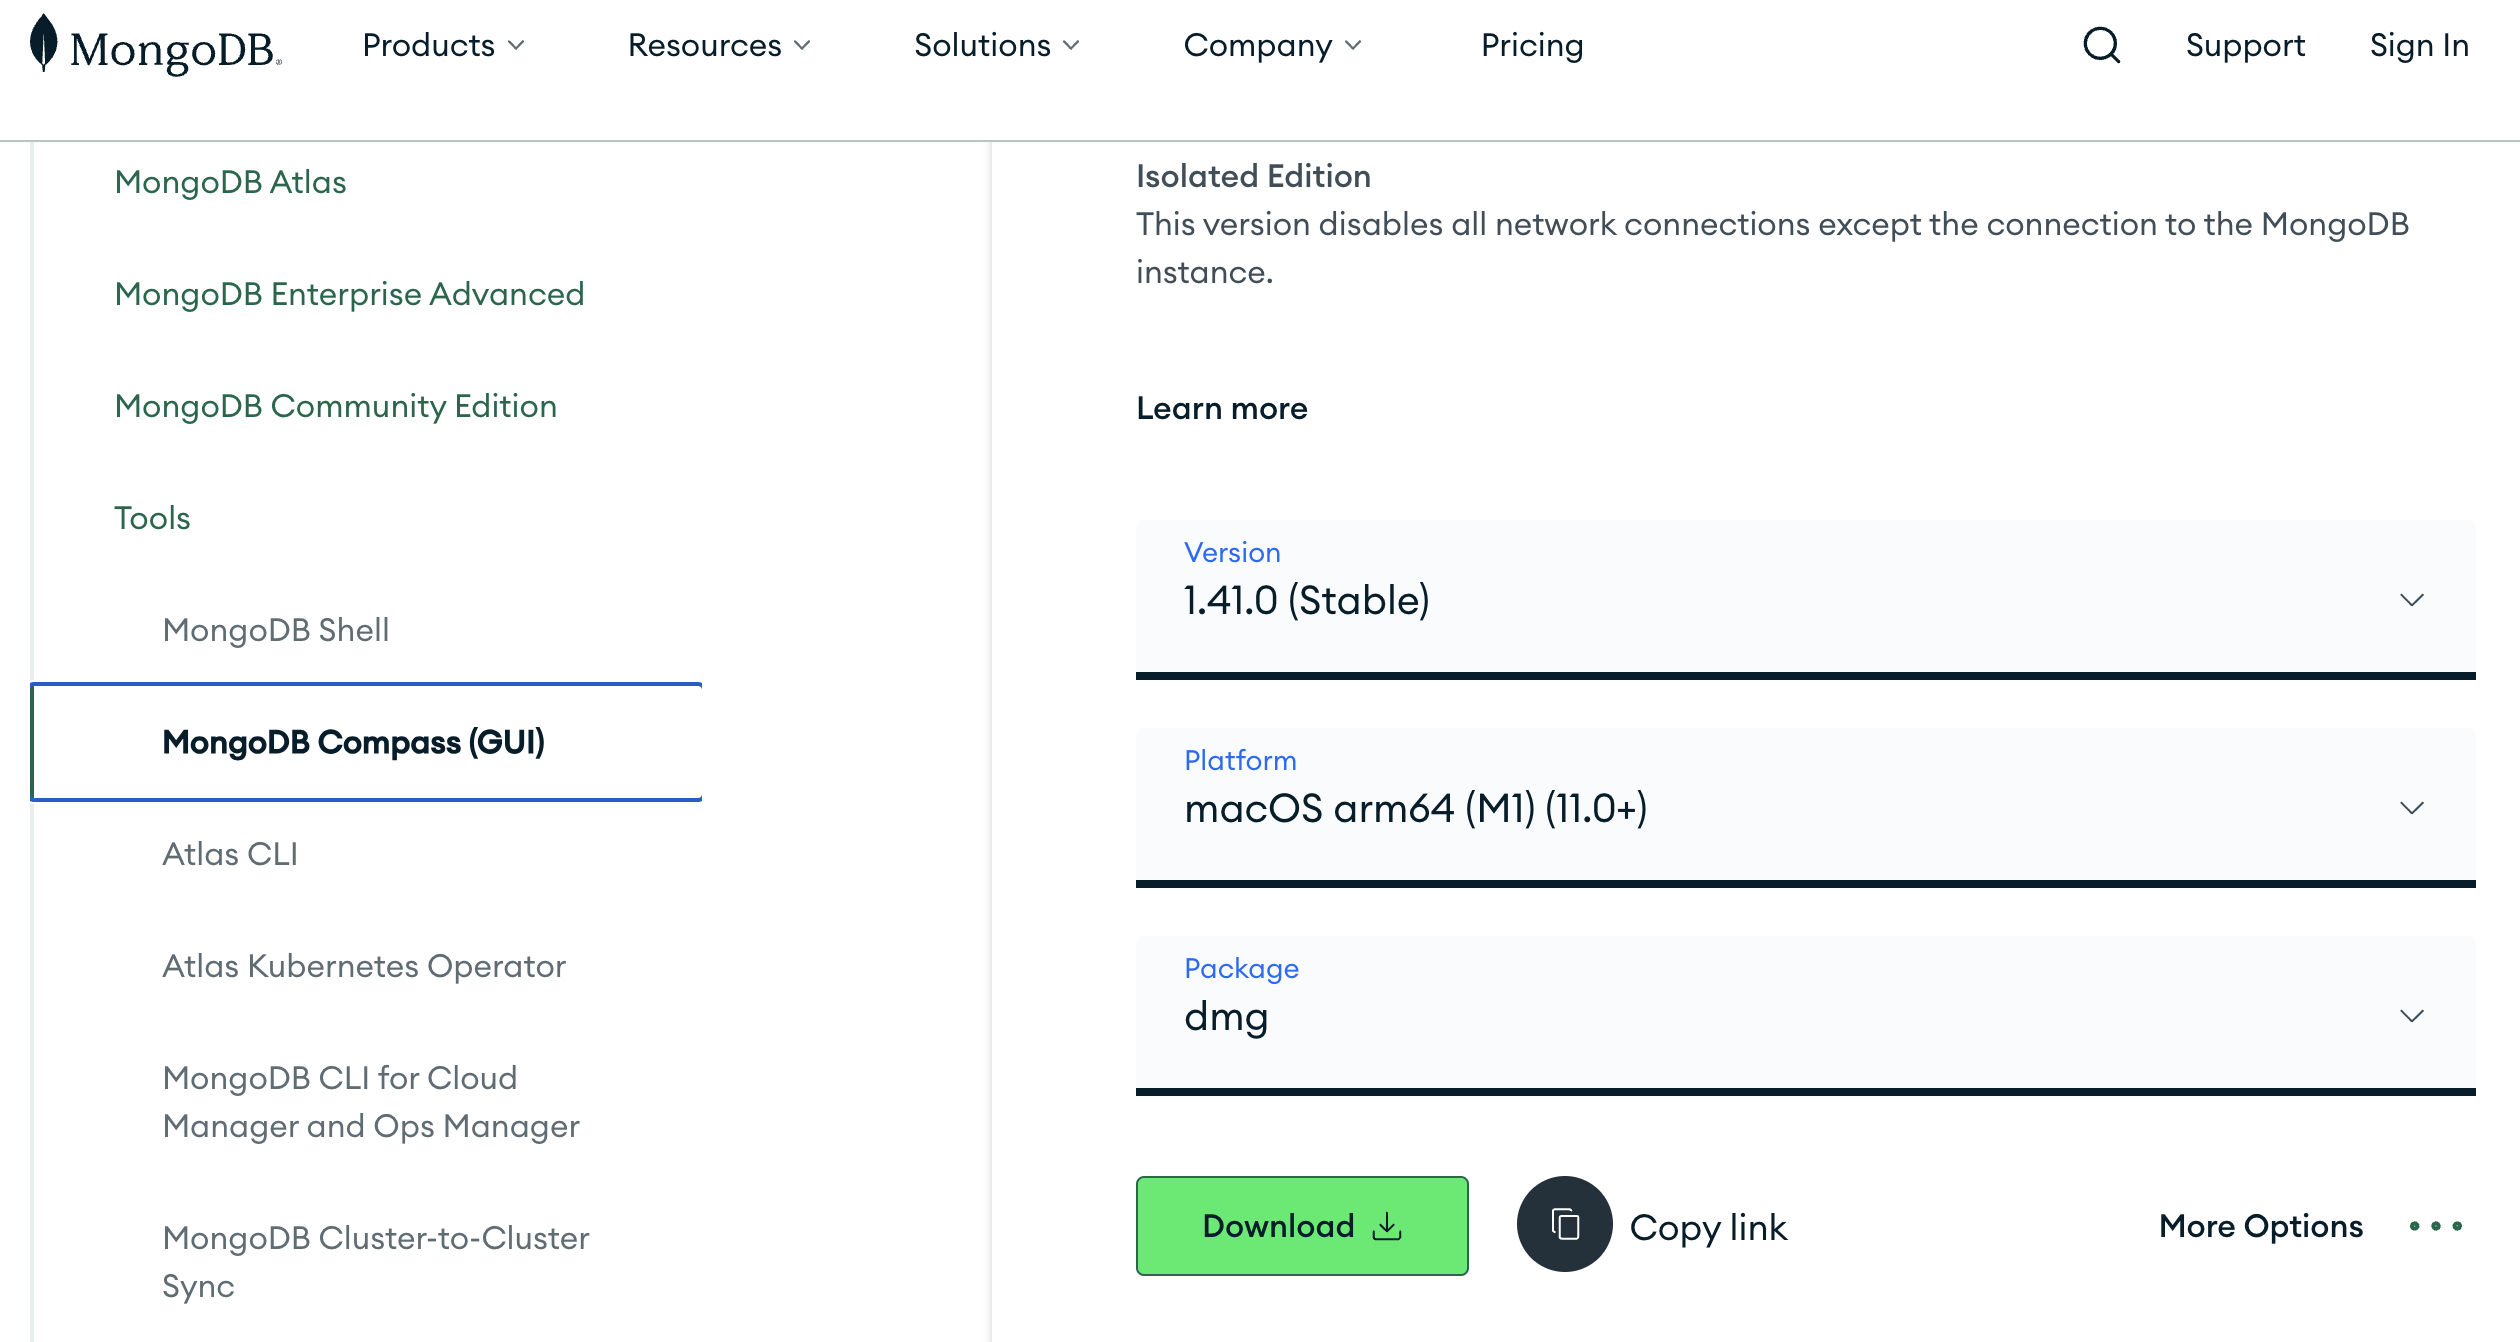 MongoDB®
Products
Resources
Solutions
Company
Pricing
Support
Sign In
MongoDB Atlas
MongoDB Enterprise Advanced
MongoDB Community Edition
Tools
MongoDB Shell
MongoDB Compass (GUI)
Atlas CLI
Atlas Kubernetes Operator
MongoDB CLI for Cloud
Manager and Ops Manager
MongoDB Cluster-to-Cluster
Sync
Isolated Edition
This version disables all network connections except the connection to the MongoDB
instance.
Learn more
Version
1.41.0 (Stable)
Platform
macOS arm64 (M1) (11.0+)
Package
dmg
Download
Copy link
More Options